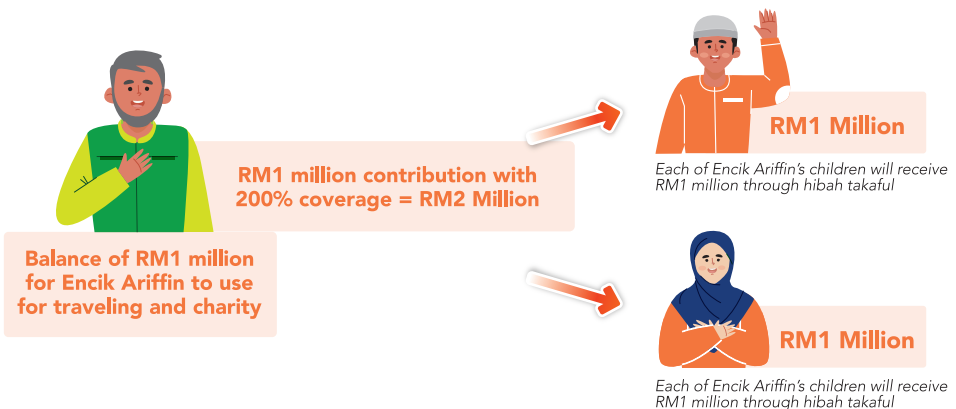 RM1 million contribution with
200% coverage = RM2 Million
Balance of RM1 million
for Encik Ariffin to use
for traveling and charity
RM1 Million
Each of Encik Ariffin's children will receive
RM1 million through hibah takaful
RM1 Million
Each of Encik Ariffin's children will receive
RM1 million through hibah takaful